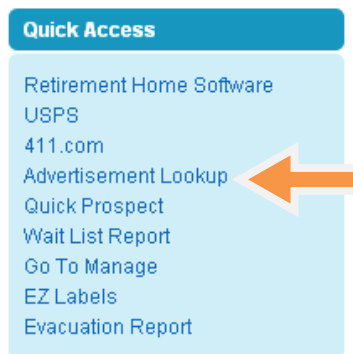 Quick Access
Retirement Home Software
USPS
411.com
Advertisement Lookup
Quick Prospect
Wait List Report
Go To Manage
EZ Labels
Evacuation Report